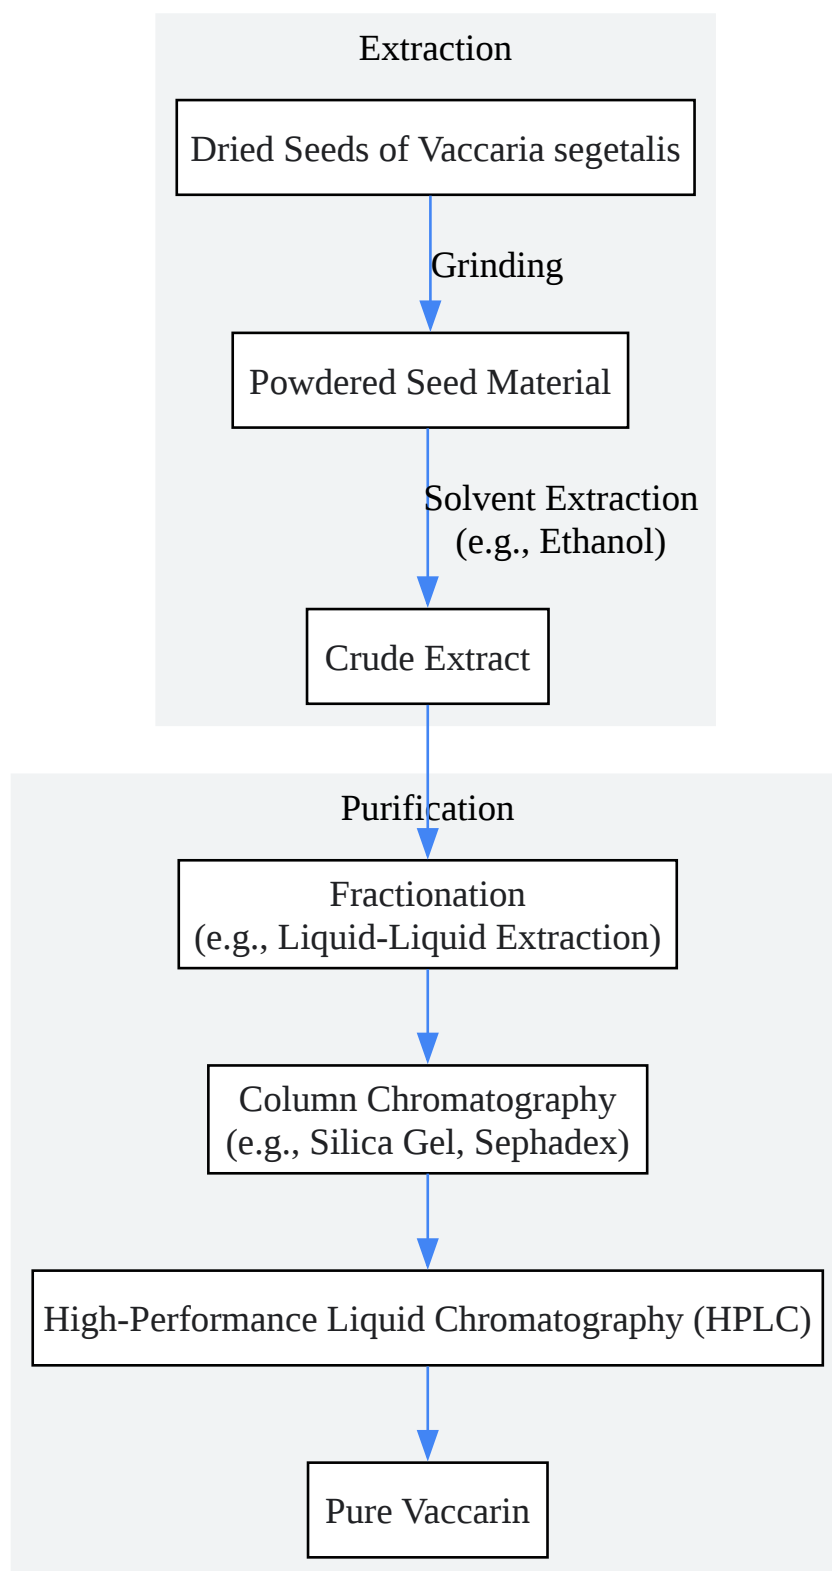 Extraction
Dried Seeds of Vaccaria segetalis
Grinding
Powdered Seed Material
Solvent Extraction
(e.g., Ethanol)
Crude Extract
Purification
Fractionation
(e.g., Liquid-Liquid Extraction)
Column Chromatography
(e.g., Silica Gel, Sephadex)
High-Performance Liquid Chromatography (HPLC)
Pure Vaccarin